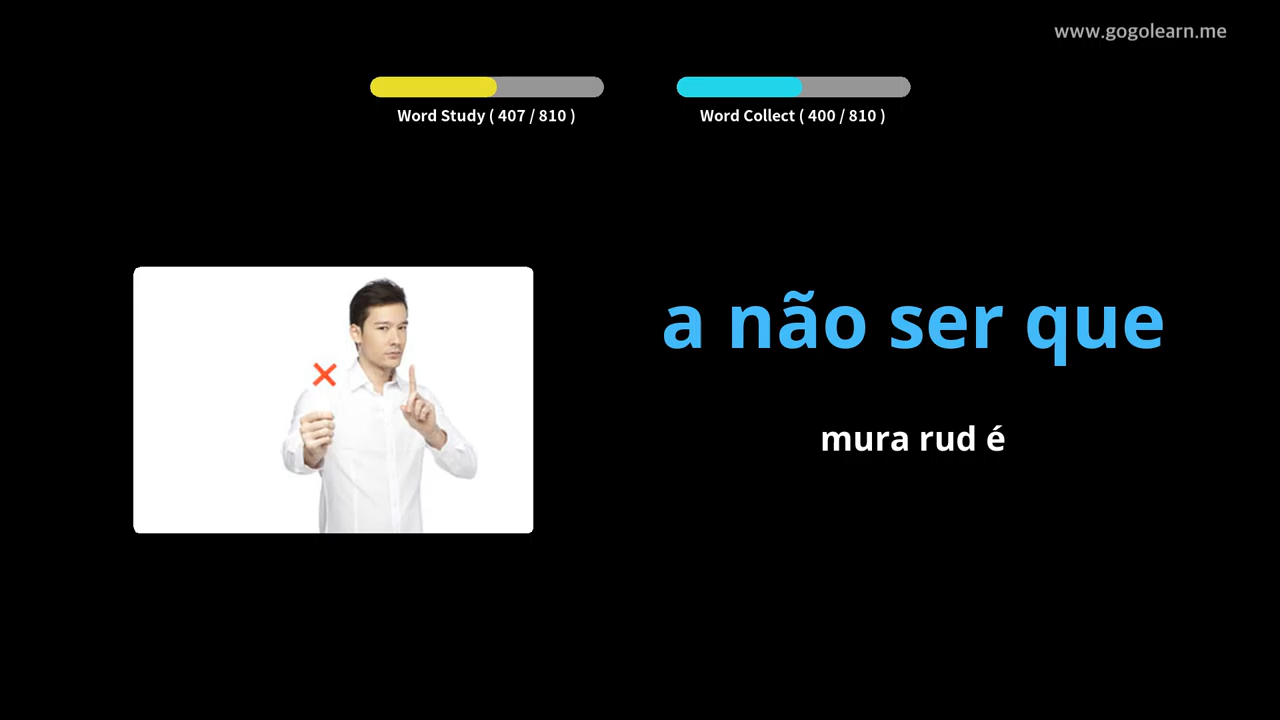 www.gogolearn.me
Word Study ( 407 / 810 )
Word Collect ( 400 / 810 )
a não ser que
mura rud é